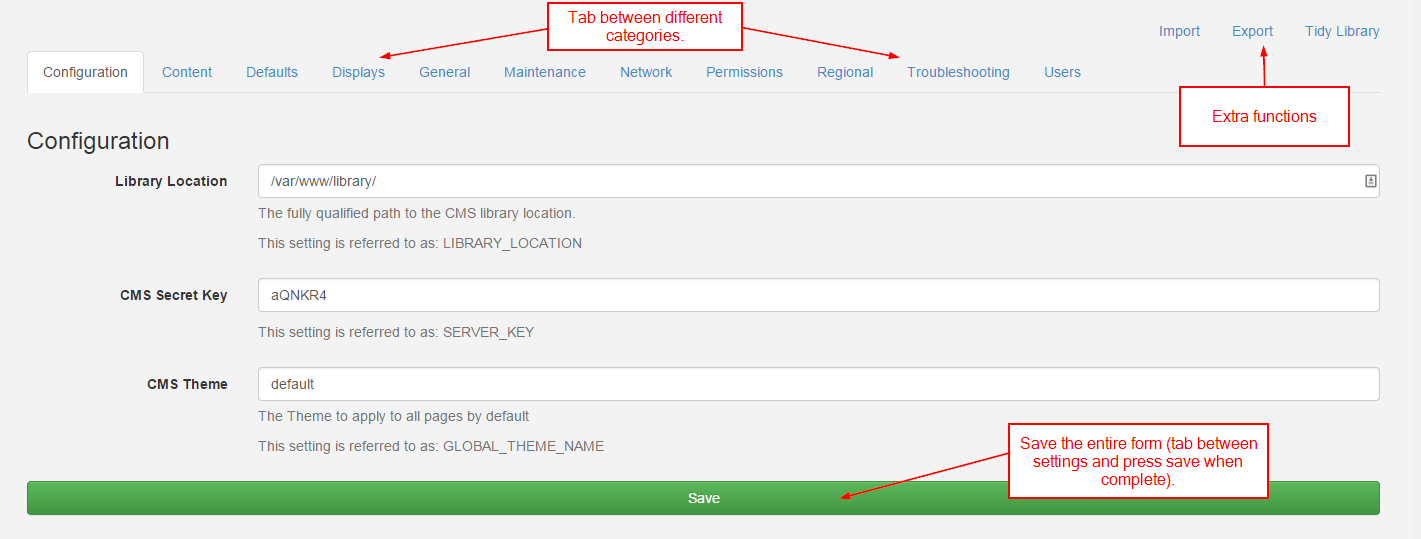 Tab between different
categories.
Import Export Tidy Library
Configuration Content Defaults Displays General Maintenance Network Permissions Regional Troubleshooting Users
Extra functions
Configuration
Library Location /var/www/library/
The fully qualified path to the CMS library location.
This setting is referred to as: LIBRARY_LOCATION
CMS Secret Key aQNKR4
This setting is referred to as: SERVER_KEY
CMS Theme default
The Theme to apply to all pages by default
This setting is referred to as: GLOBAL_THEME_NAME
Save the entire form (tab between
settings and press save when
complete).
Save